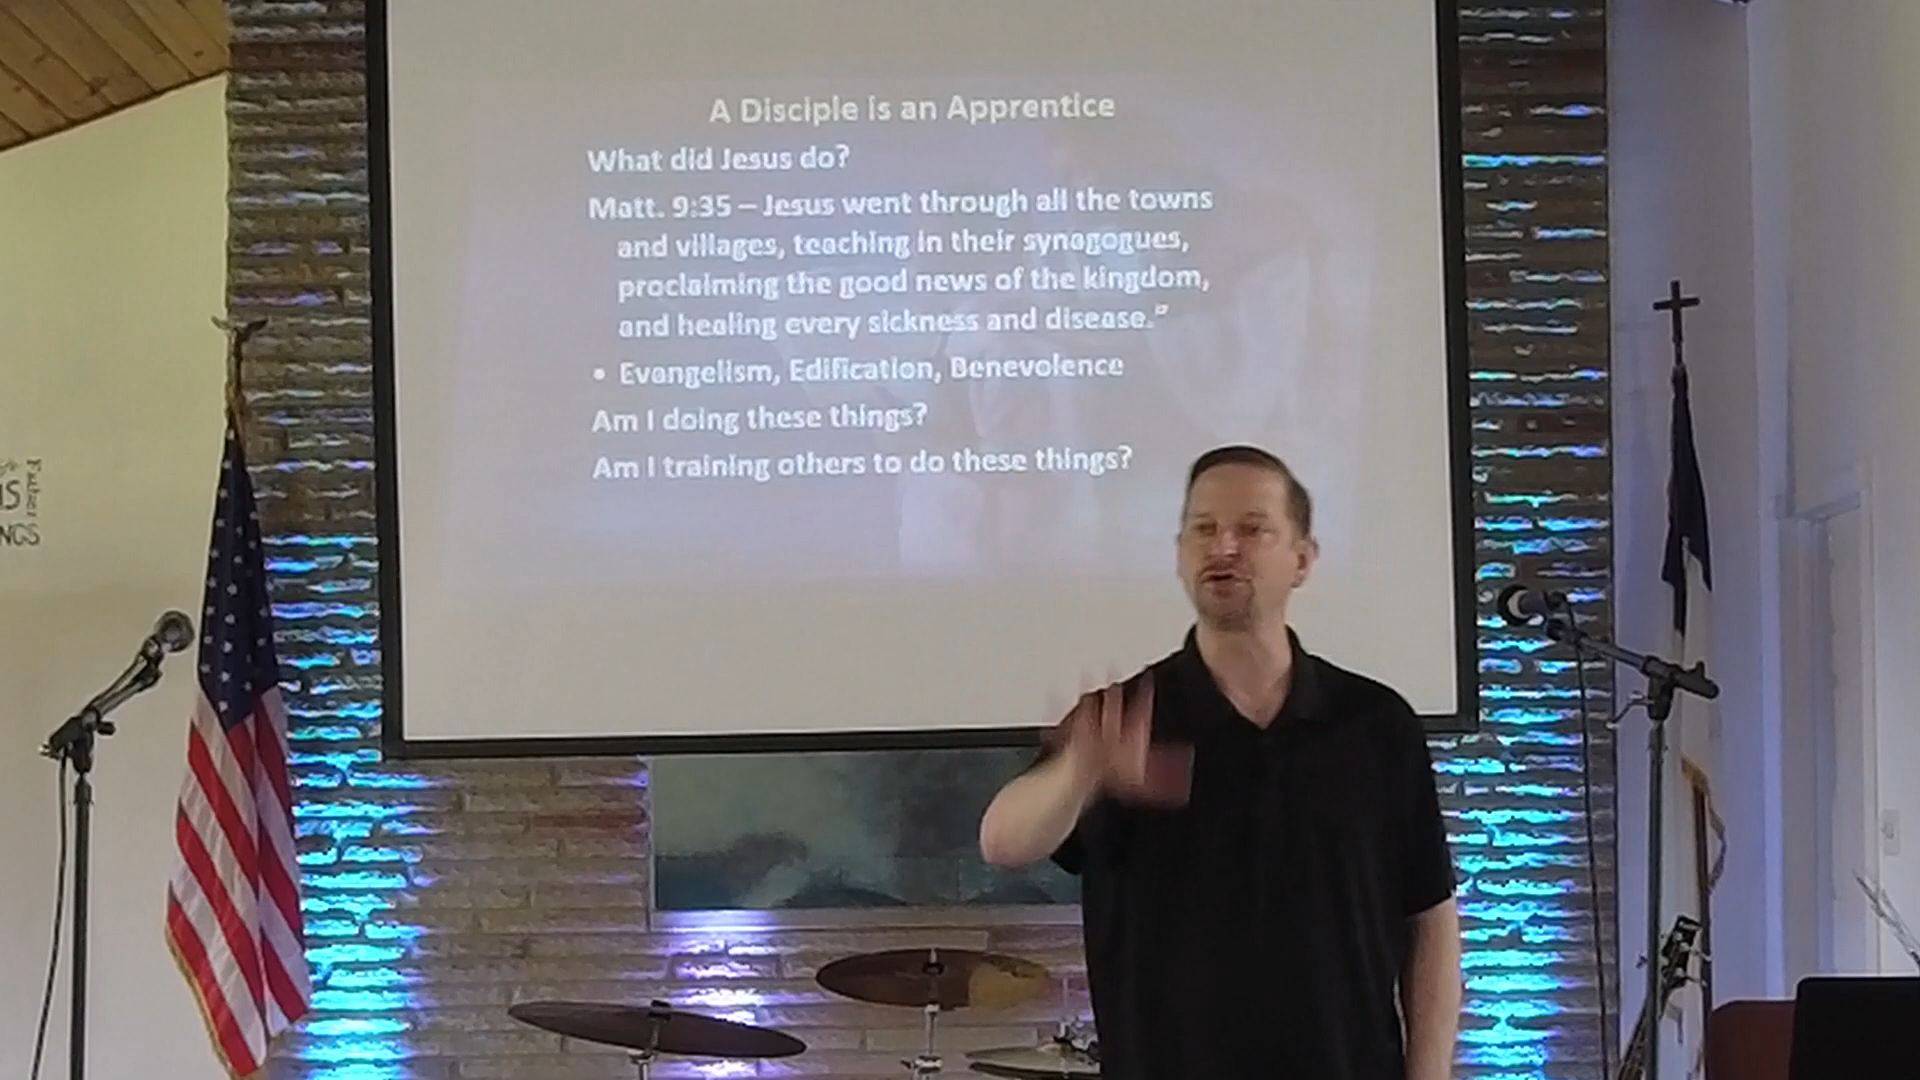 A Disciple is an Apprentice
What did Jesus do?
Matt. 9:35 – Jesus went through all the towns
and villages, teaching in their synagogues,
proclaiming the good news of the kingdom,
and healing every sickness and disease.”
• Evangelism, Edification, Benevolence
Am I doing these things?
Am I training others to do these things?
Father